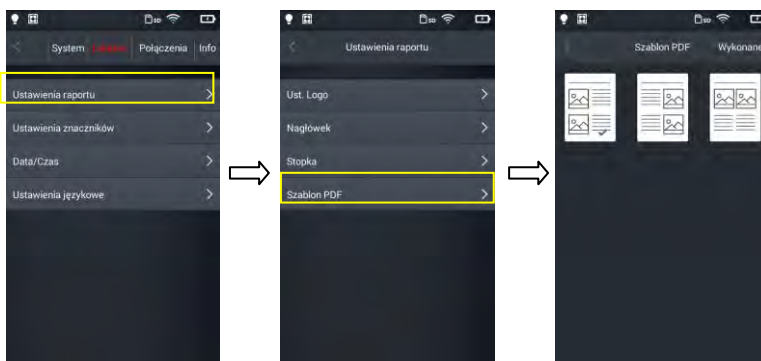 System Połączenia Info
Ustawienia raportu
Ustawienia znaczników
Data/Czas
Ustawienia językowe
Ustawienia raportu
Ust. Logo
Nagłówek
Stopka
Szablon PDF
Szablon PDF Wykonane